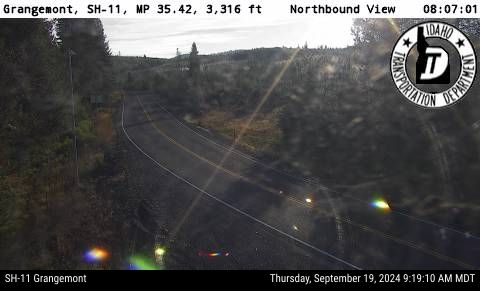 Grangemont, SH-11, MP 35.42, 3,316 ft Northbound View 08:07:01
IDAHO
TRANSPORTATION DEPARTMENT
SH-11 Grangemont Thursday, September 19, 2024 9:19:10 AM MDT